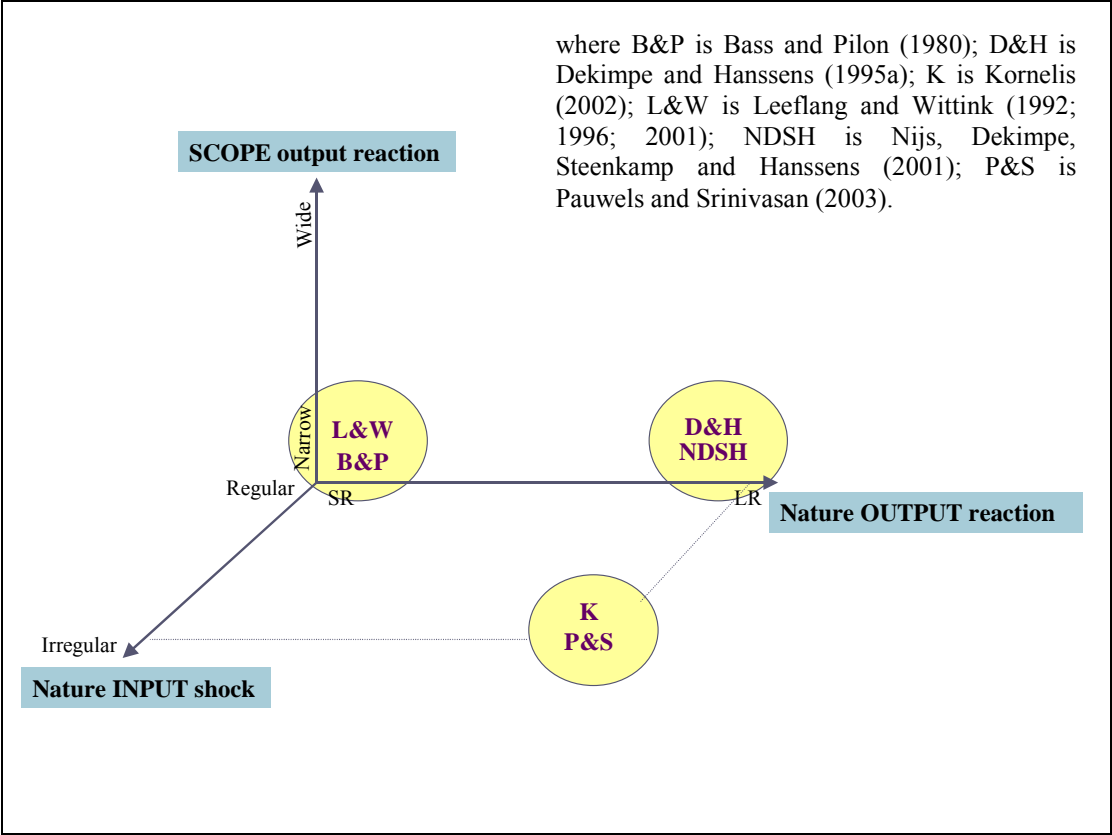 where B&P is Bass and Pilon (1980); D&H is
Dekimpe and Hanssens (1995a); K is Kornelis
(2002); L&W is Leeflang and Wittink (1992;
1996; 2001); NDSH is Nijs, Dekimpe,
Steenkamp and Hanssens (2001); P&S is
Pauwels and Srinivasan (2003).
SCOPE output reaction
Wide
Narrow
L&W
B&P
D&H
NDSH
Regular
SR
LR
Nature OUTPUT reaction
K
P&S
Irregular
Nature INPUT shock